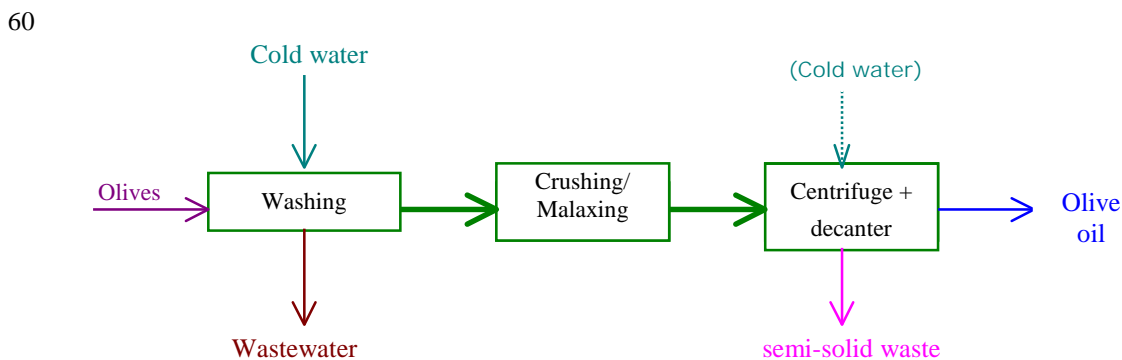 60
Cold water
(Cold water)
Olives
Washing
Crushing/
Malaxing
Centrifuge +
decanter
Olive
oil
Wastewater
semi-solid waste